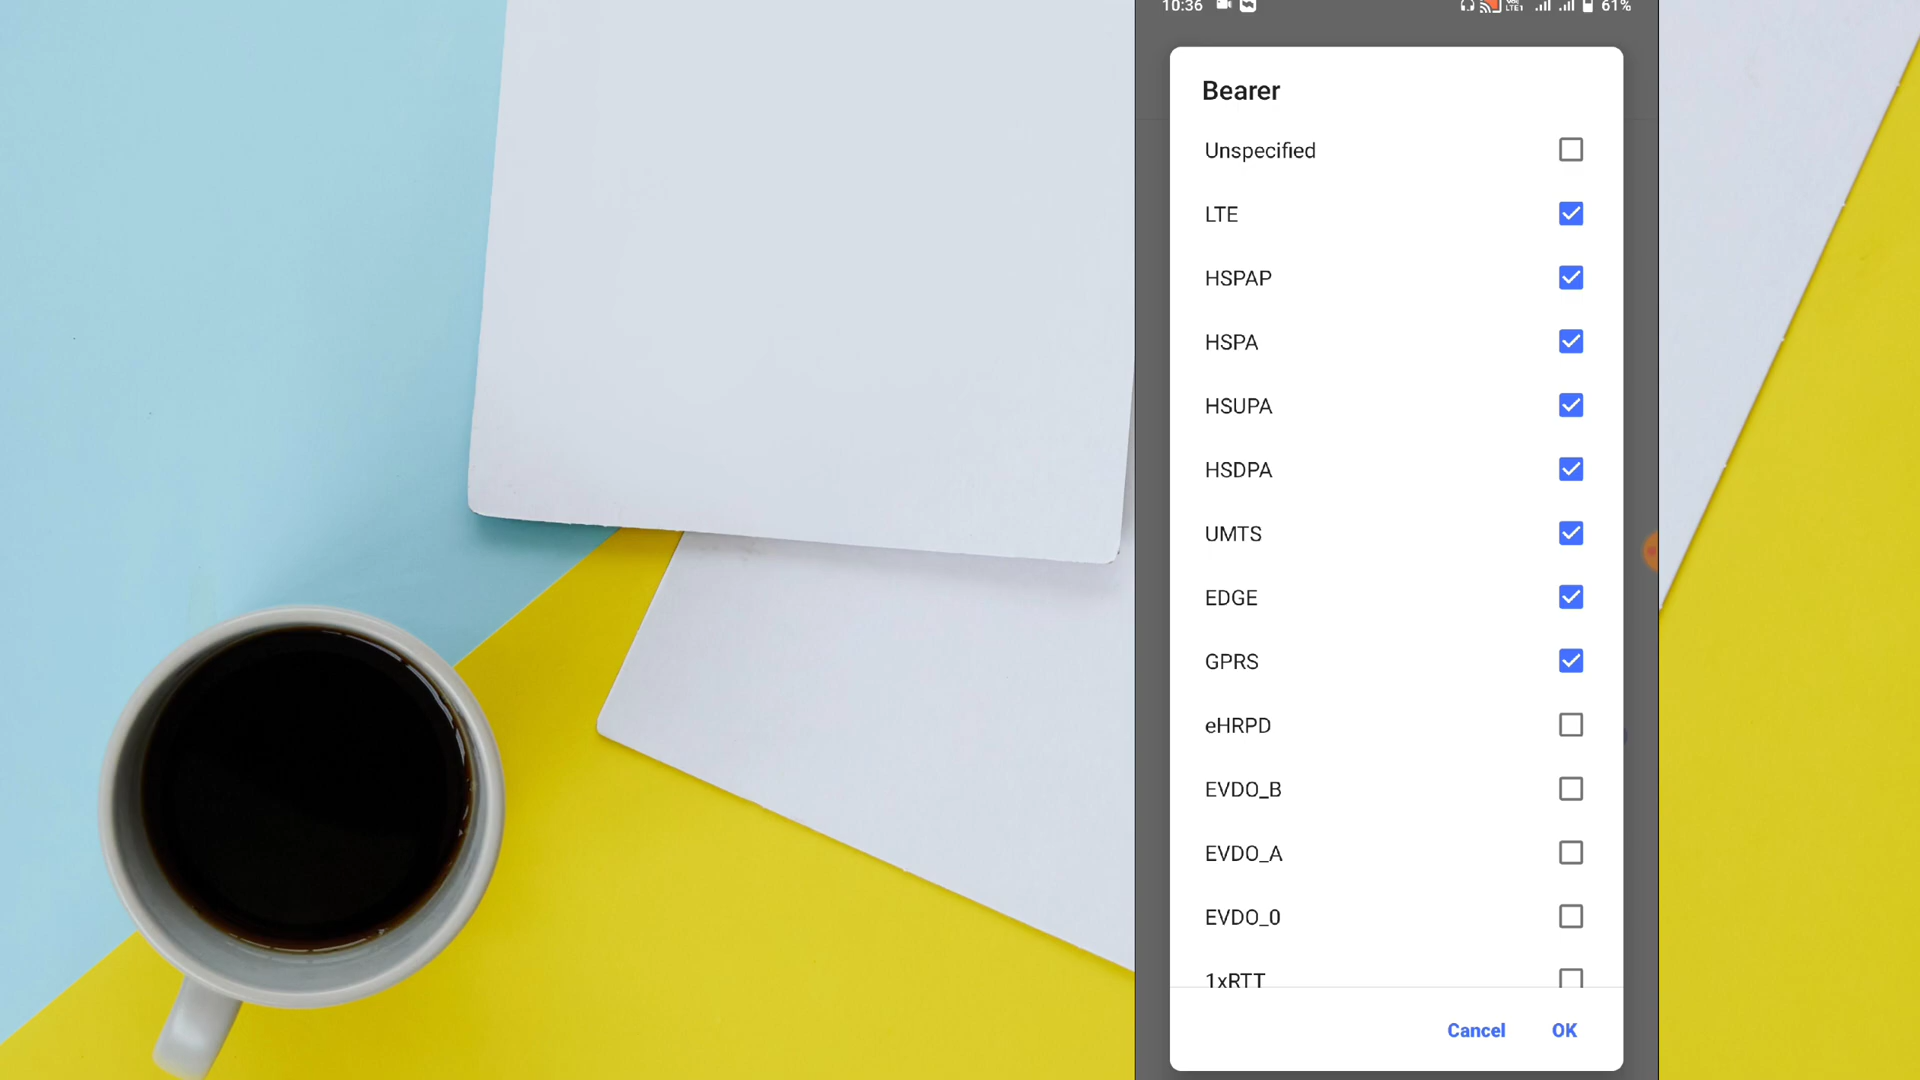 10:36 61%
Bearer
Unspecified
LTE
HSPAP
HSPA
HSUPA
HSDPA
UMTS
EDGE
GPRS
eHRPD
EVDO_B
EVDO_A
EVDO_0
1xRTT
Cancel OK